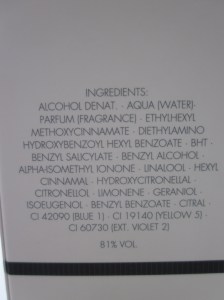 INGREDIENTS:
ALCOHOL DENAT. · AQUA (WATER)
PARFUM (FRAGRANCE) · ETHYLHEXYL
METHOXYCINNAMATE · DIETHYLAMINO
HYDROXYBENZOYL HEXYL BENZOATE · BHT ·
BENZYL SALICYLATE · BENZYL ALCOHOL ·
ALPHA-ISOMETHYL IONONE · LINALOOL · HEXYL
CINNAMAL · HYDROXYCITRONELLAL ·
CITRONELLOL · LIMONENE · GERANIOL ·
ISOEUGENOL · BENZYL BENZOATE · CITRAL ·
CI 42090 (BLUE 1) · CI 19140 (YELLOW 5) ·
CI 60730 (EXT. VIOLET 2)
81% VOL.